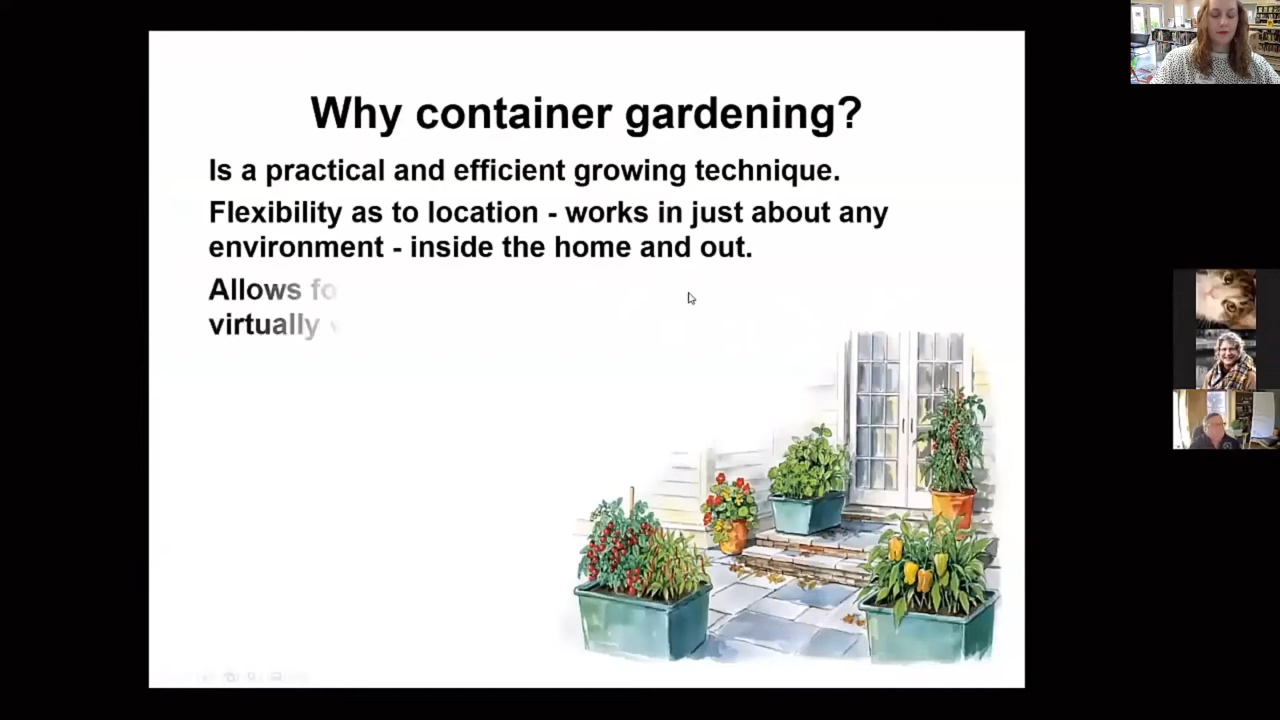 Why container gardening?
Is a practical and efficient growing technique.
Flexibility as to location - works in just about any
environment - inside the home and out.
Allows fo
virtually